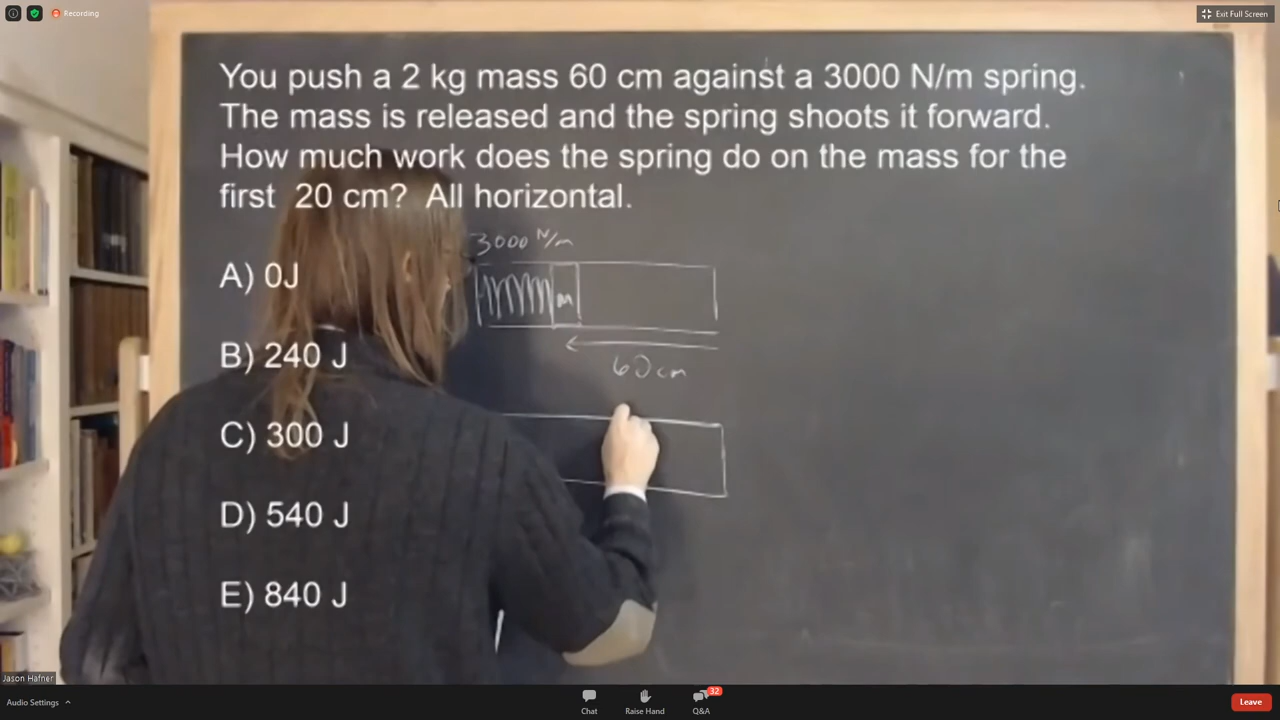 Recording
Exit Full Screen
You push a 2 kg mass 60 cm against a 3000 N/m spring.
The mass is released and the spring shoots it forward.
How much work does the spring do on the mass for the
first 20 cm? All horizontal.
3000 N/m
A) 0J
m
B) 240 J
60cm
C) 300 J
D) 540 J
E) 840 J
Jason Hafner
Audio Settings
Chat
Raise Hand
32
Q&A
Leave